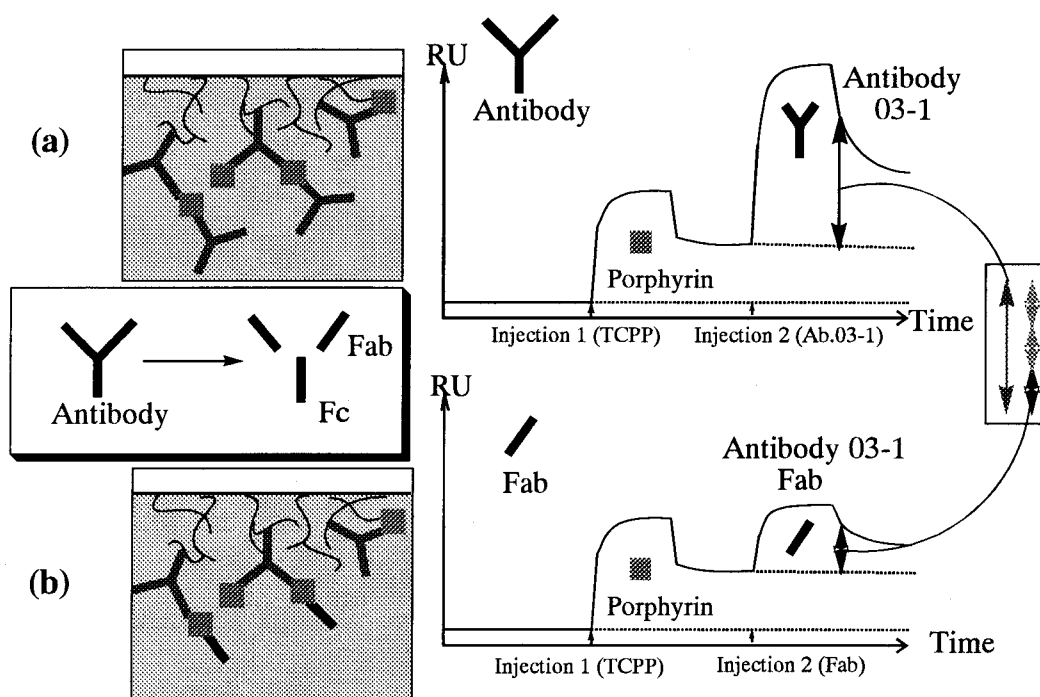 (a)
Antibody
Fab
Fc
(b)
RU
Antibody
Antibody
03-1
Porphyrin
Time
Injection 1 (TCPP)
Injection 2 (Ab.03-1)
RU
Fab
Antibody 03-1
Fab
Porphyrin
Time
Injection 1 (TCPP)
Injection 2 (Fab)